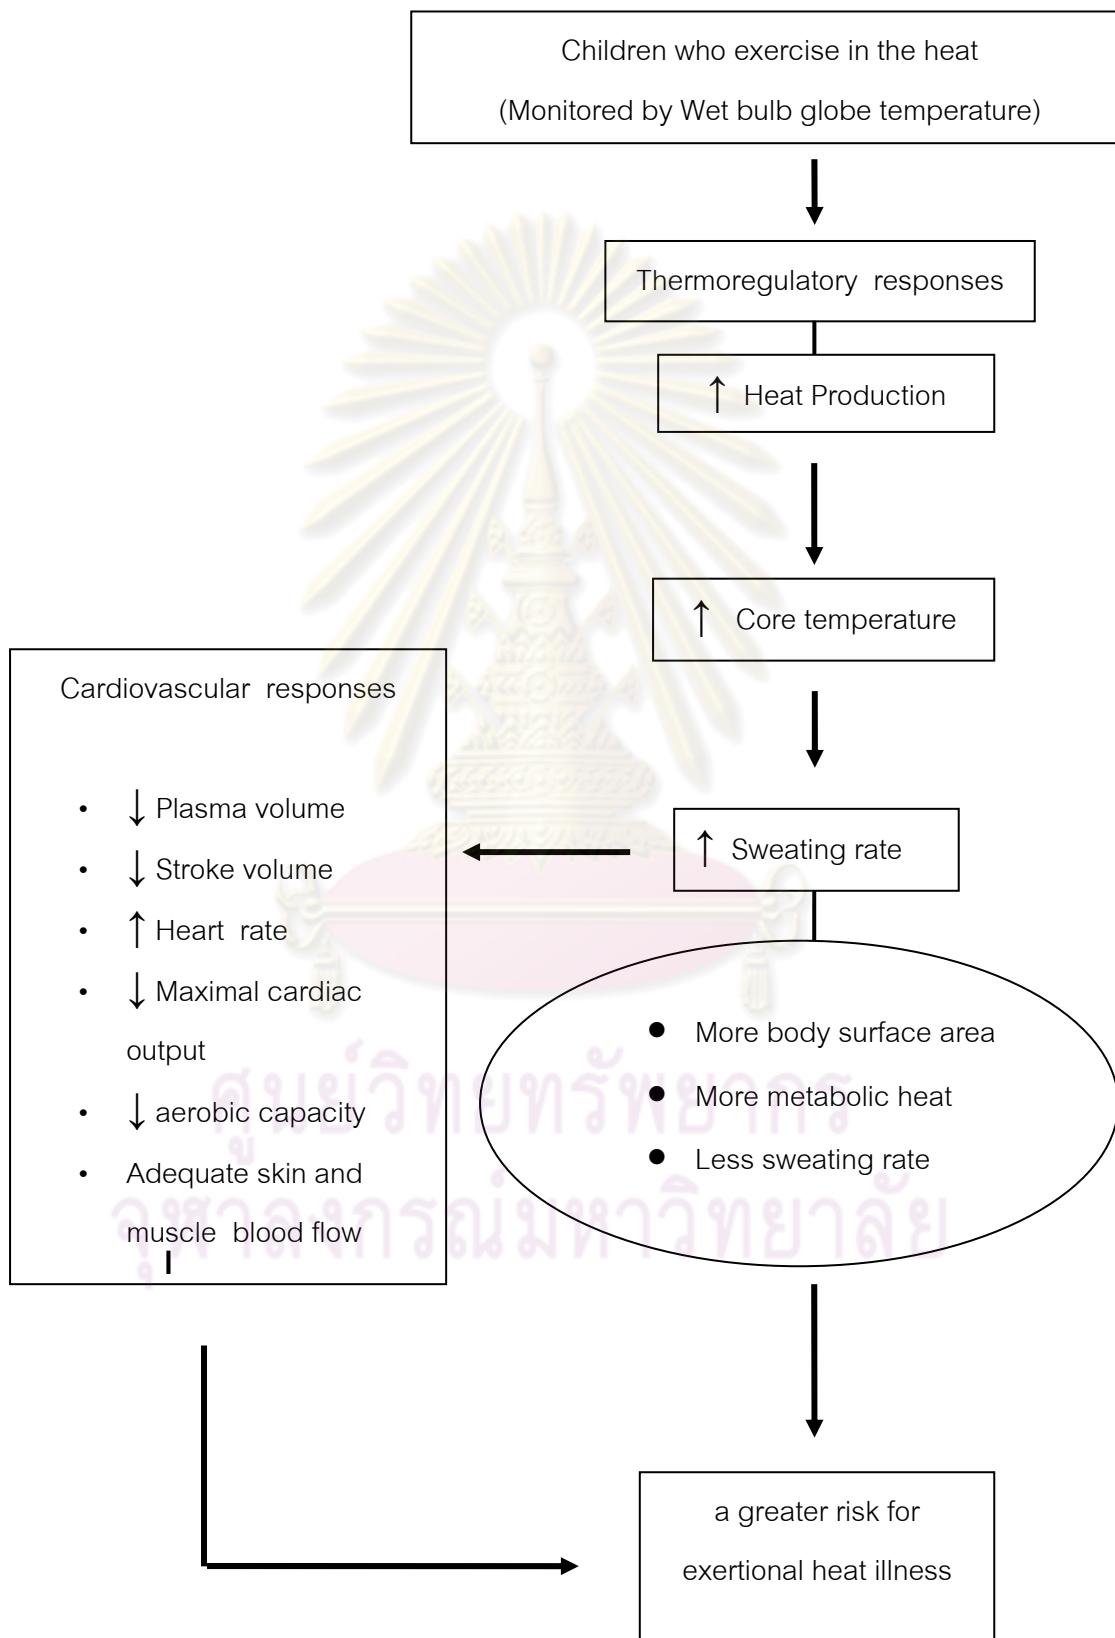 Children who exercise in the heat
(Monitored by Wet bulb globe temperature)
Thermoregulatory responses
↑ Heat Production
↑ Core temperature
↑ Sweating rate
Cardiovascular responses
• ↓ Plasma volume
• ↓ Stroke volume
• ↑ Heart rate
• ↓ Maximal cardiac
output
• ↓ aerobic capacity
• Adequate skin and
muscle blood flow
● More body surface area
● More metabolic heat
● Less sweating rate
a greater risk for
exertional heat illness
ศูนย์วิทยทรัพยากร
จุฬาลงกรณ์มหาวิทยาลัย